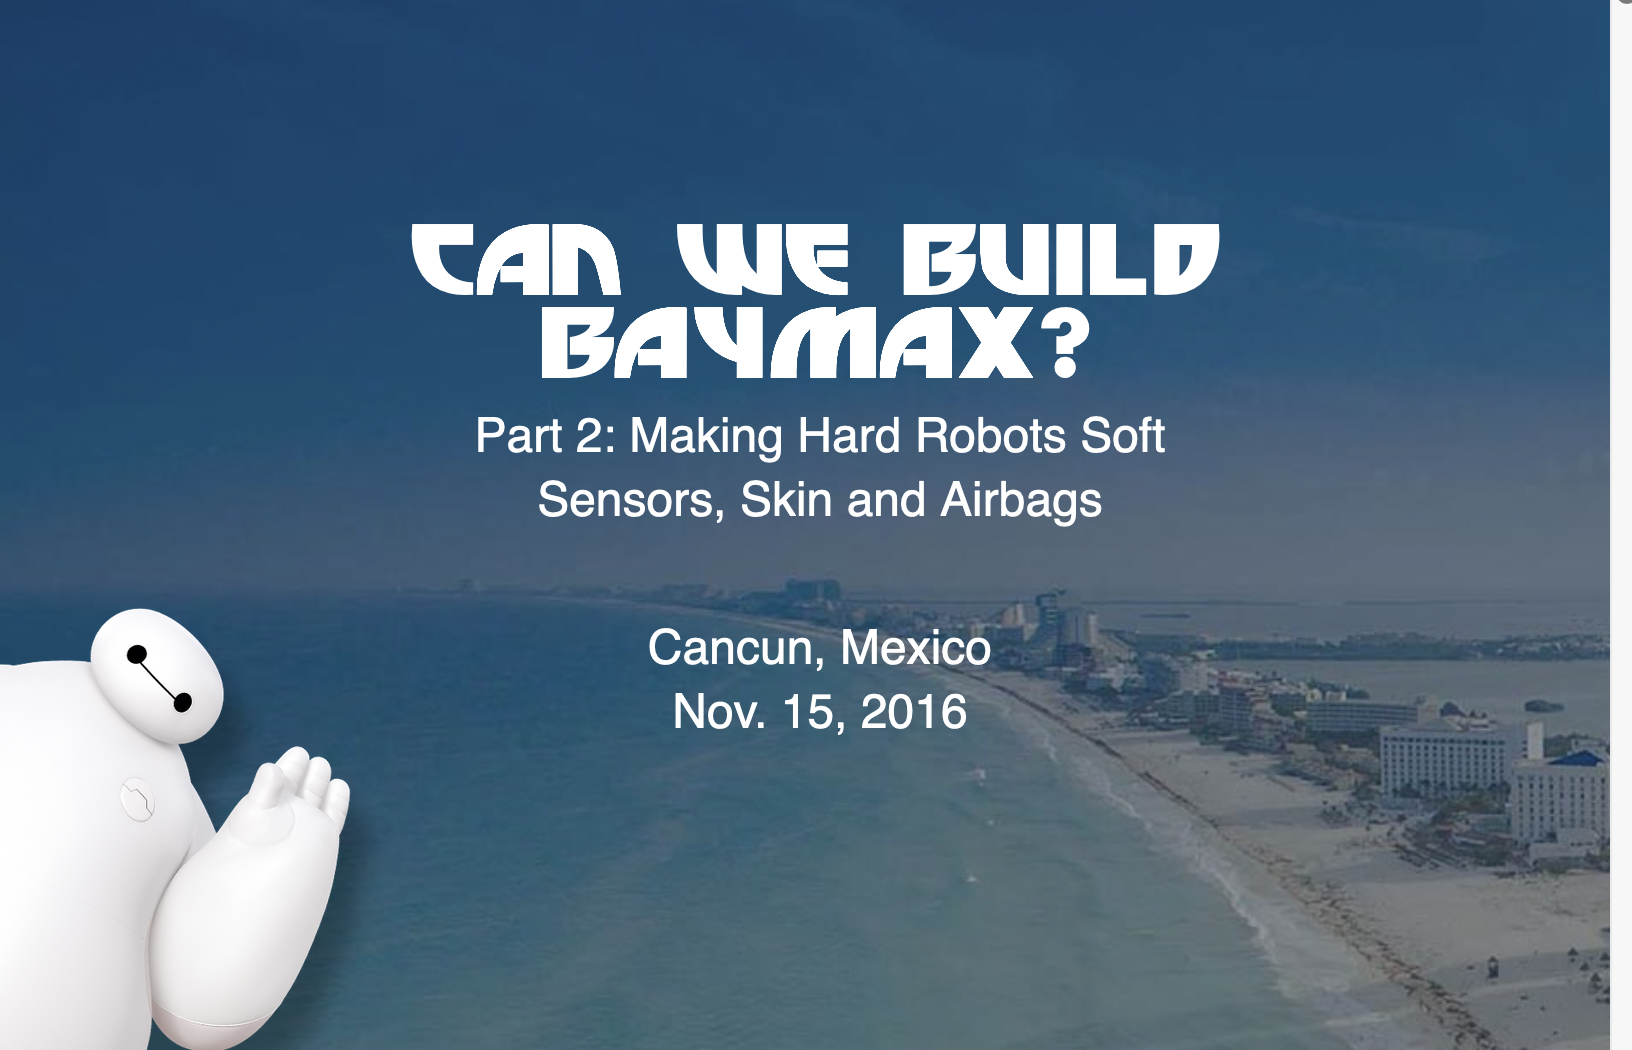 CAN WE BUILD
BAYMAX?
Part 2: Making Hard Robots Soft
Sensors, Skin and Airbags
Cancun, Mexico
Nov. 15, 2016